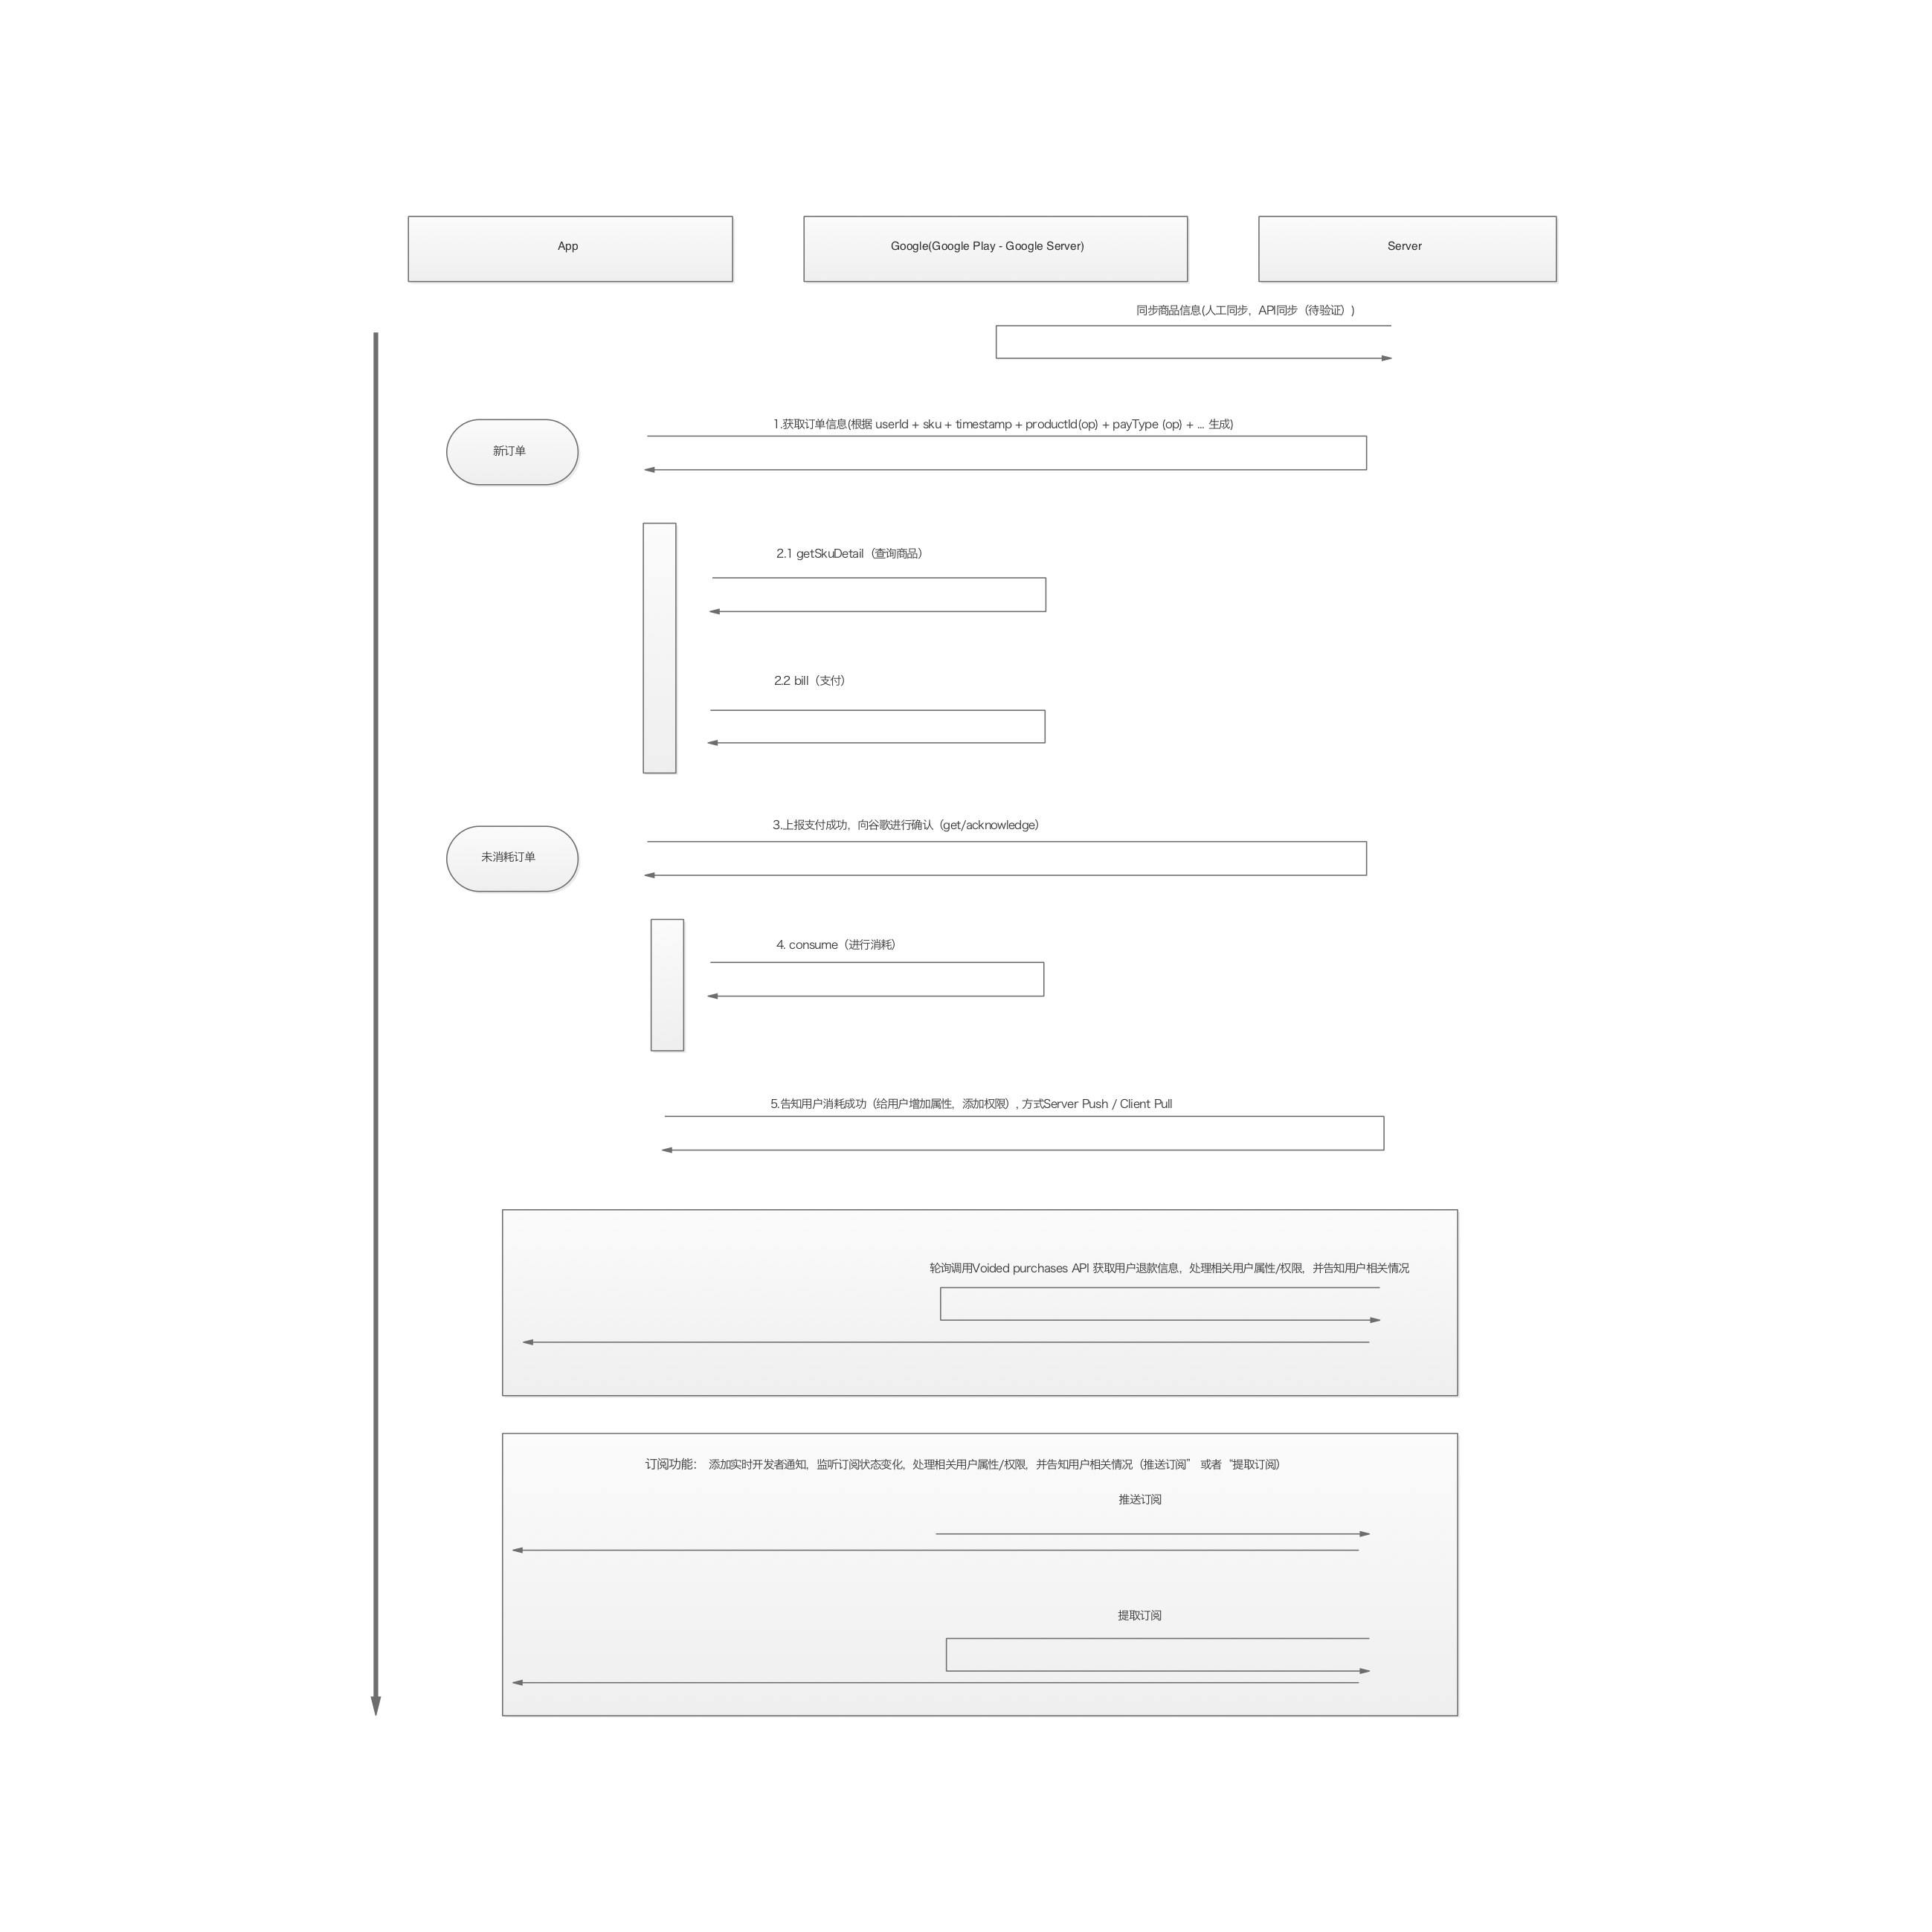 App
Google(Google Play - Google Server)
Server
同步商品信息(人工同步，API同步（待验证）)
1.获取订单信息(根据 userId + sku + timestamp + productId(op) + payType (op) + ... 生成)
新订单
2.1 getSkuDetail（查询商品）
2.2 bill（支付）
3.上报支付成功，向谷歌进行确认（get/acknowledge）
未消耗订单
4. consume（进行消耗）
5.告知用户消耗成功（给用户增加属性，添加权限）, 方式Server Push / Client Pull
轮询调用Voided purchases API 获取用户退款信息，处理相关用户属性/权限，并告知用户相关情况
订阅功能： 添加实时开发者通知，监听订阅状态变化，处理相关用户属性/权限，并告知用户相关情况（推送订阅” 或者“提取订阅）
推送订阅
提取订阅